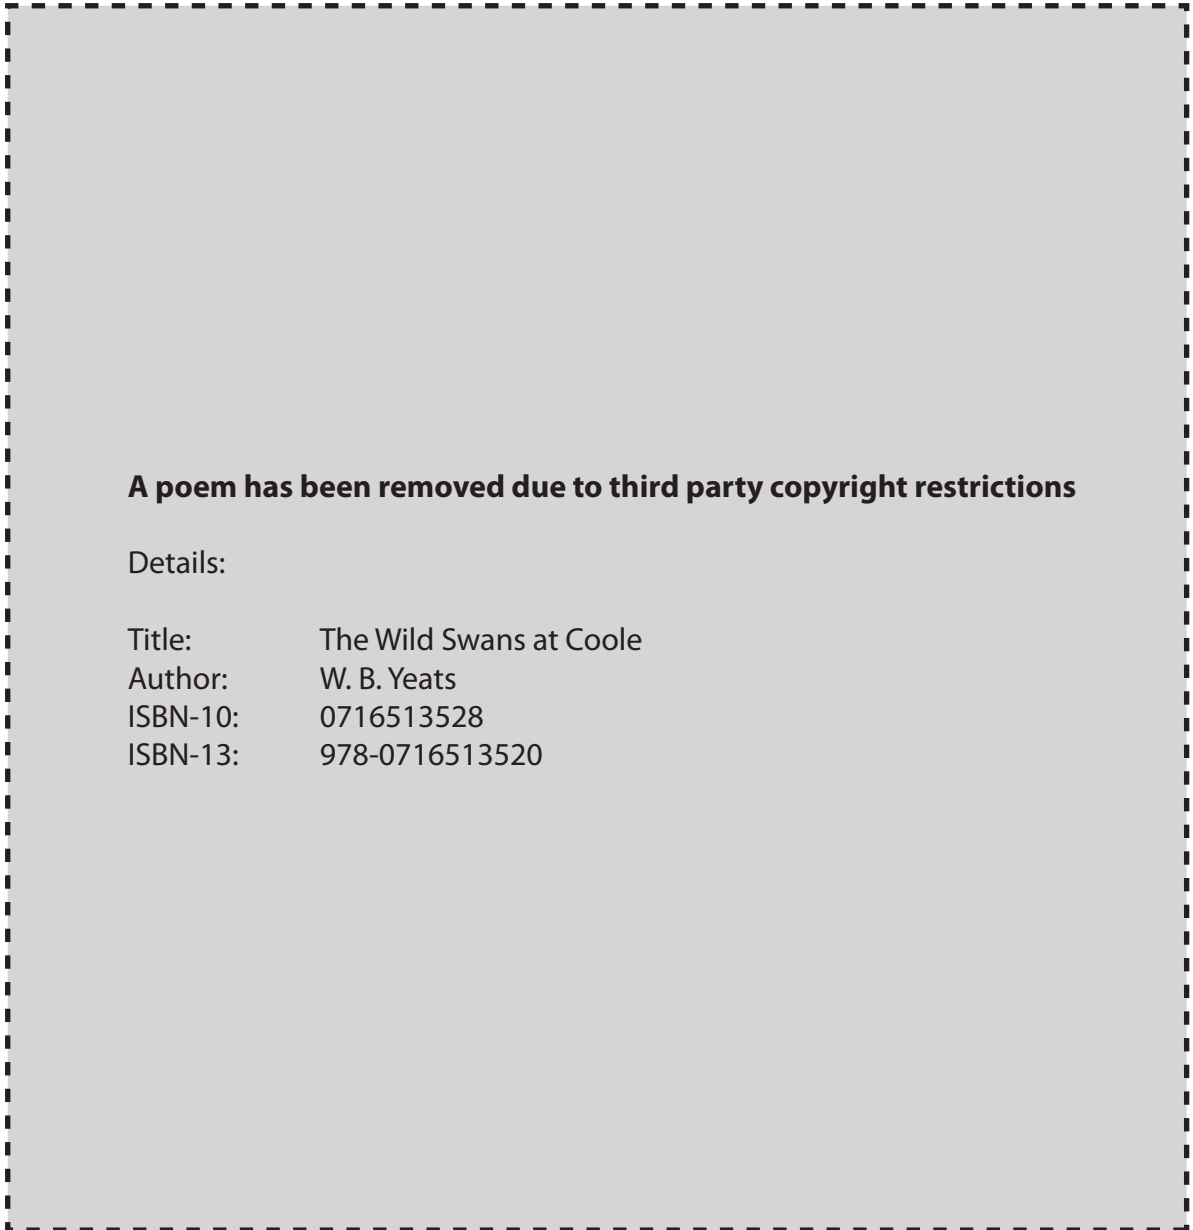 A poem has been removed due to third party copyright restrictions
Details:
Title: The Wild Swans at Coole
Author: W. B. Yeats
ISBN-10: 0716513528
ISBN-13: 978-0716513520